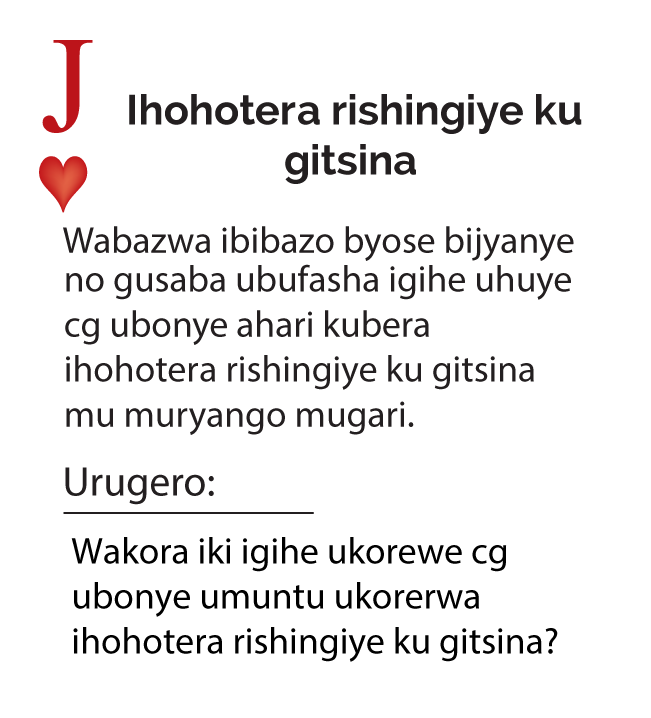 J
Ihohotera rishingiye ku
gitsina
Wabazwa ibibazo byose bijyanye
no gusaba ubufasha igihe uhuye
cg ubonye ahari kubera
ihohotera rishingiye ku gitsina
mu muryango mugari.
Urugero:
Wakora iki igihe ukorewe cg
ubonye umuntu ukorerwa
ihohotera rishingiye ku gitsina?